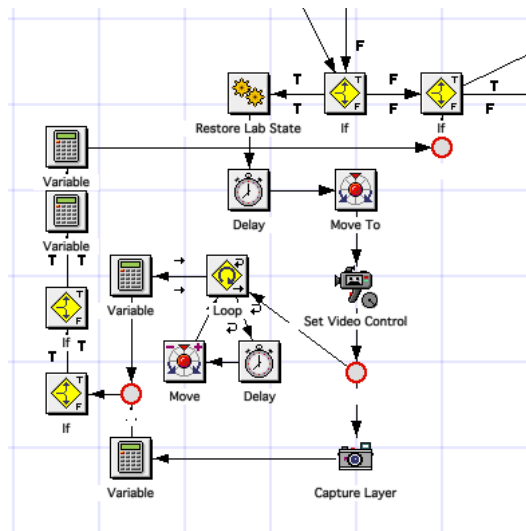 F
T
F
T
F
T
T
F
T
F
T
F
F
Restore Lab State
If
If
Variable
Delay
Move To
Variable
T
T
→
→
T
F
Variable
Loop
Set Video Control
If
T
T
T
F
Move
Delay
If
Variable
Capture Layer